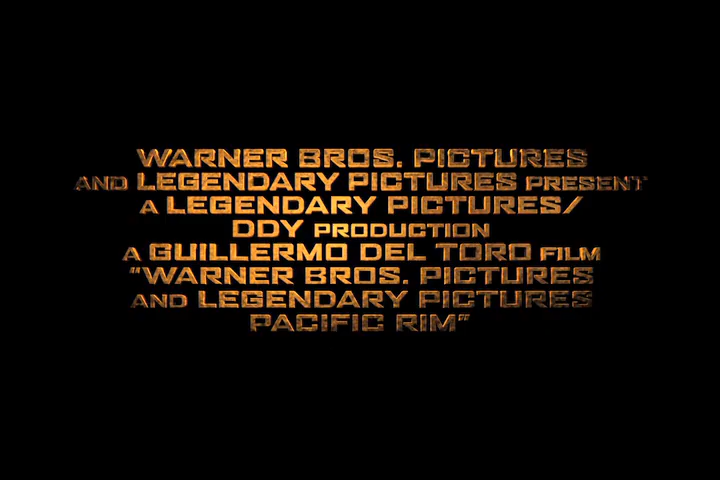 WARNER BROS. PICTURES
AND LEGENDARY PICTURES PRESENT
A LEGENDARY PICTURES/
DDY PRODUCTION
A GUILLERMO DEL TORO FILM
"WARNER BROS. PICTURES
AND LEGENDARY PICTURES
PACIFIC RIM"